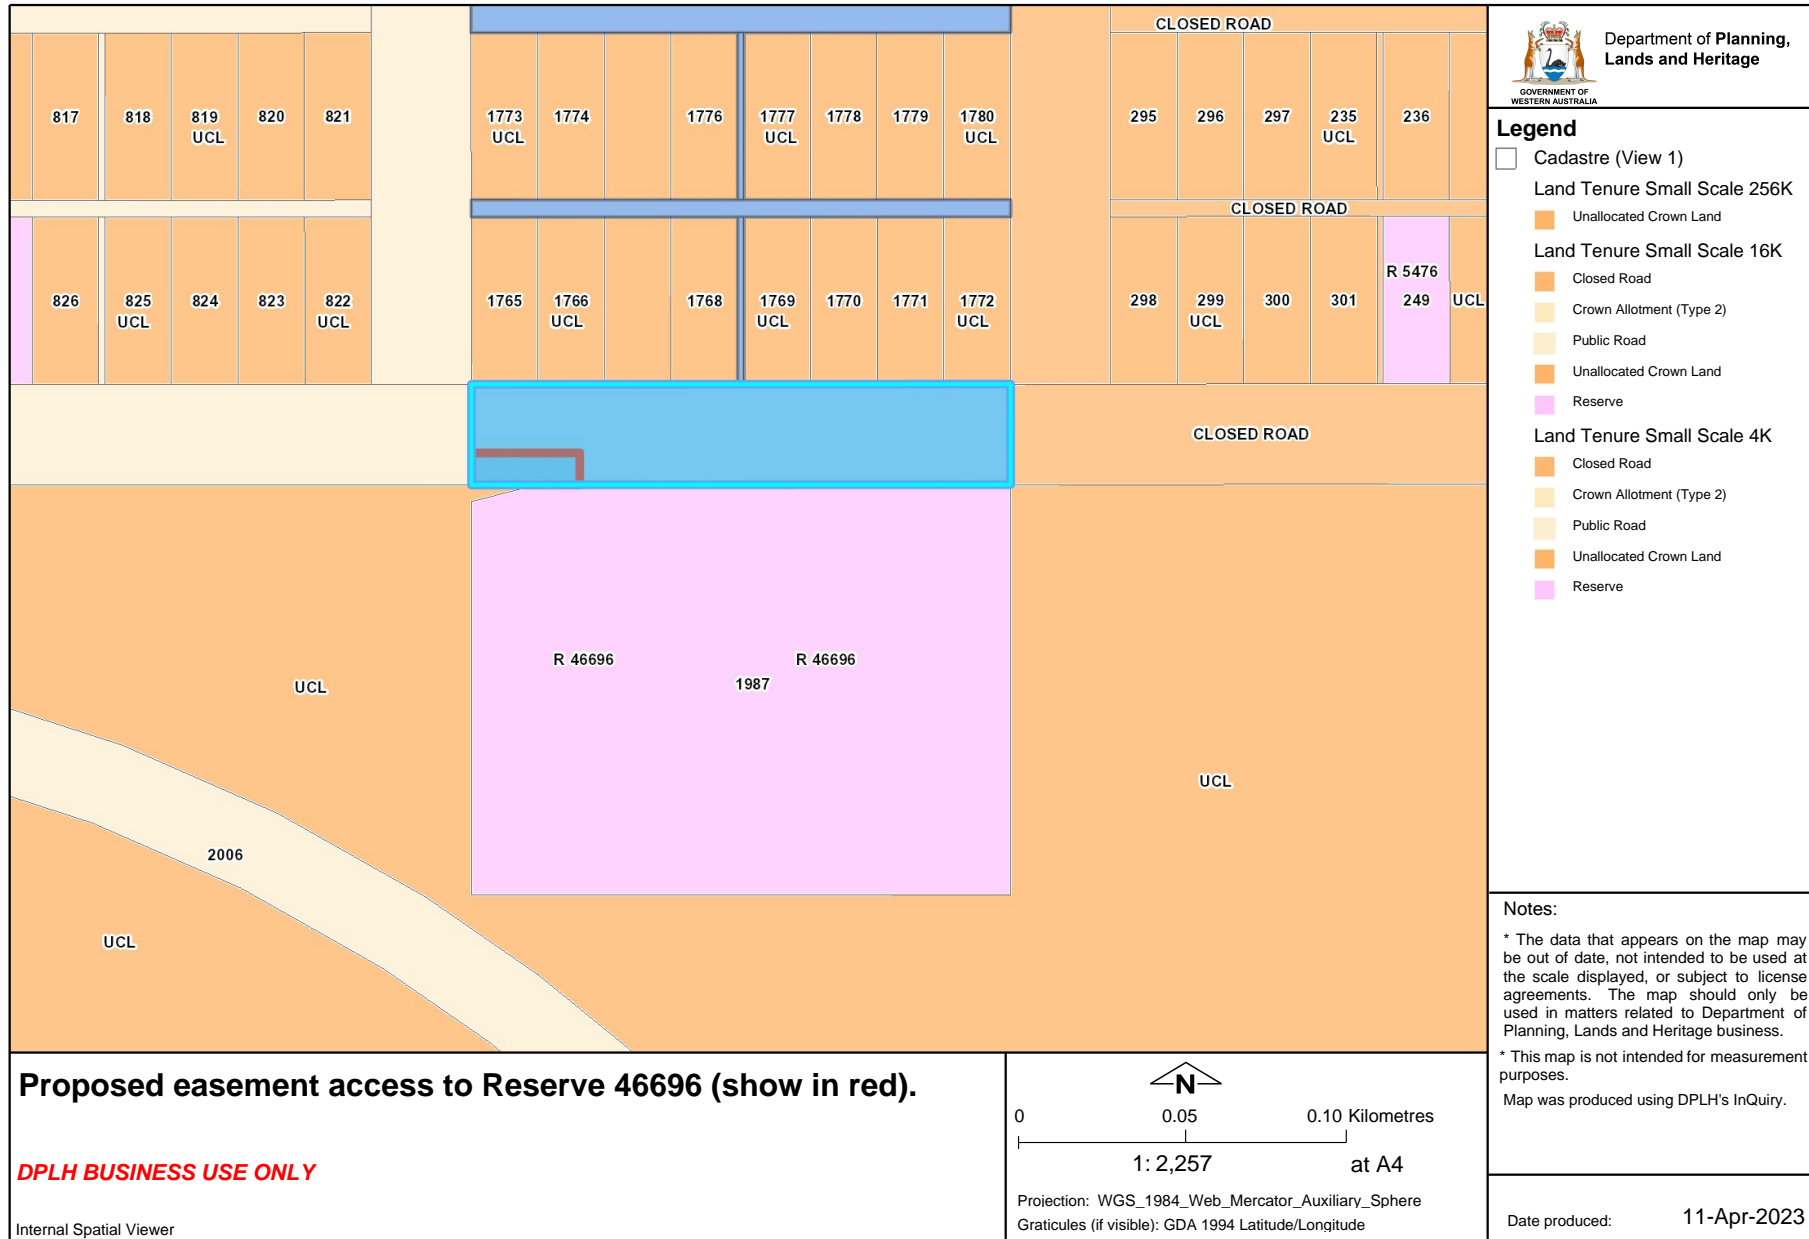 CLOSED ROAD
817
818
819
UCL
820
821
1773
UCL
1774
1776
1777
UCL
1778
1779
1780
UCL
295
296
297
235
UCL
236
CLOSED ROAD
826
825
UCL
824
823
822
UCL
1765
1766
UCL
1768
1769
UCL
1770
1771
1772
UCL
298
299
UCL
300
301
R 5476
249
UCL
CLOSED ROAD
R 46696
R 46696
1987
UCL
UCL
2006
UCL
Department of Planning,
Lands and Heritage
GOVERNMENT OF
WESTERN AUSTRALIA
Legend
Cadastre (View 1)
Land Tenure Small Scale 256K
Unallocated Crown Land
Land Tenure Small Scale 16K
Closed Road
Crown Allotment (Type 2)
Public Road
Unallocated Crown Land
Reserve
Land Tenure Small Scale 4K
Closed Road
Crown Allotment (Type 2)
Public Road
Unallocated Crown Land
Reserve
Notes:
* The data that appears on the map may
be out of date, not intended to be used at
the scale displayed, or subject to license
agreements. The map should only be
used in matters related to Department of
Planning, Lands and Heritage business.
* This map is not intended for measurement
purposes.
Map was produced using DPLH's InQuiry.
Proposed easement access to Reserve 46696 (show in red).
DPLH BUSINESS USE ONLY
Internal Spatial Viewer
N
0 0.05 0.10 Kilometres
1: 2,257 at A4
Projection: WGS_1984_Web_Mercator_Auxiliary_Sphere
Graticules (if visible): GDA 1994 Latitude/Longitude
Date produced: 11-Apr-2023